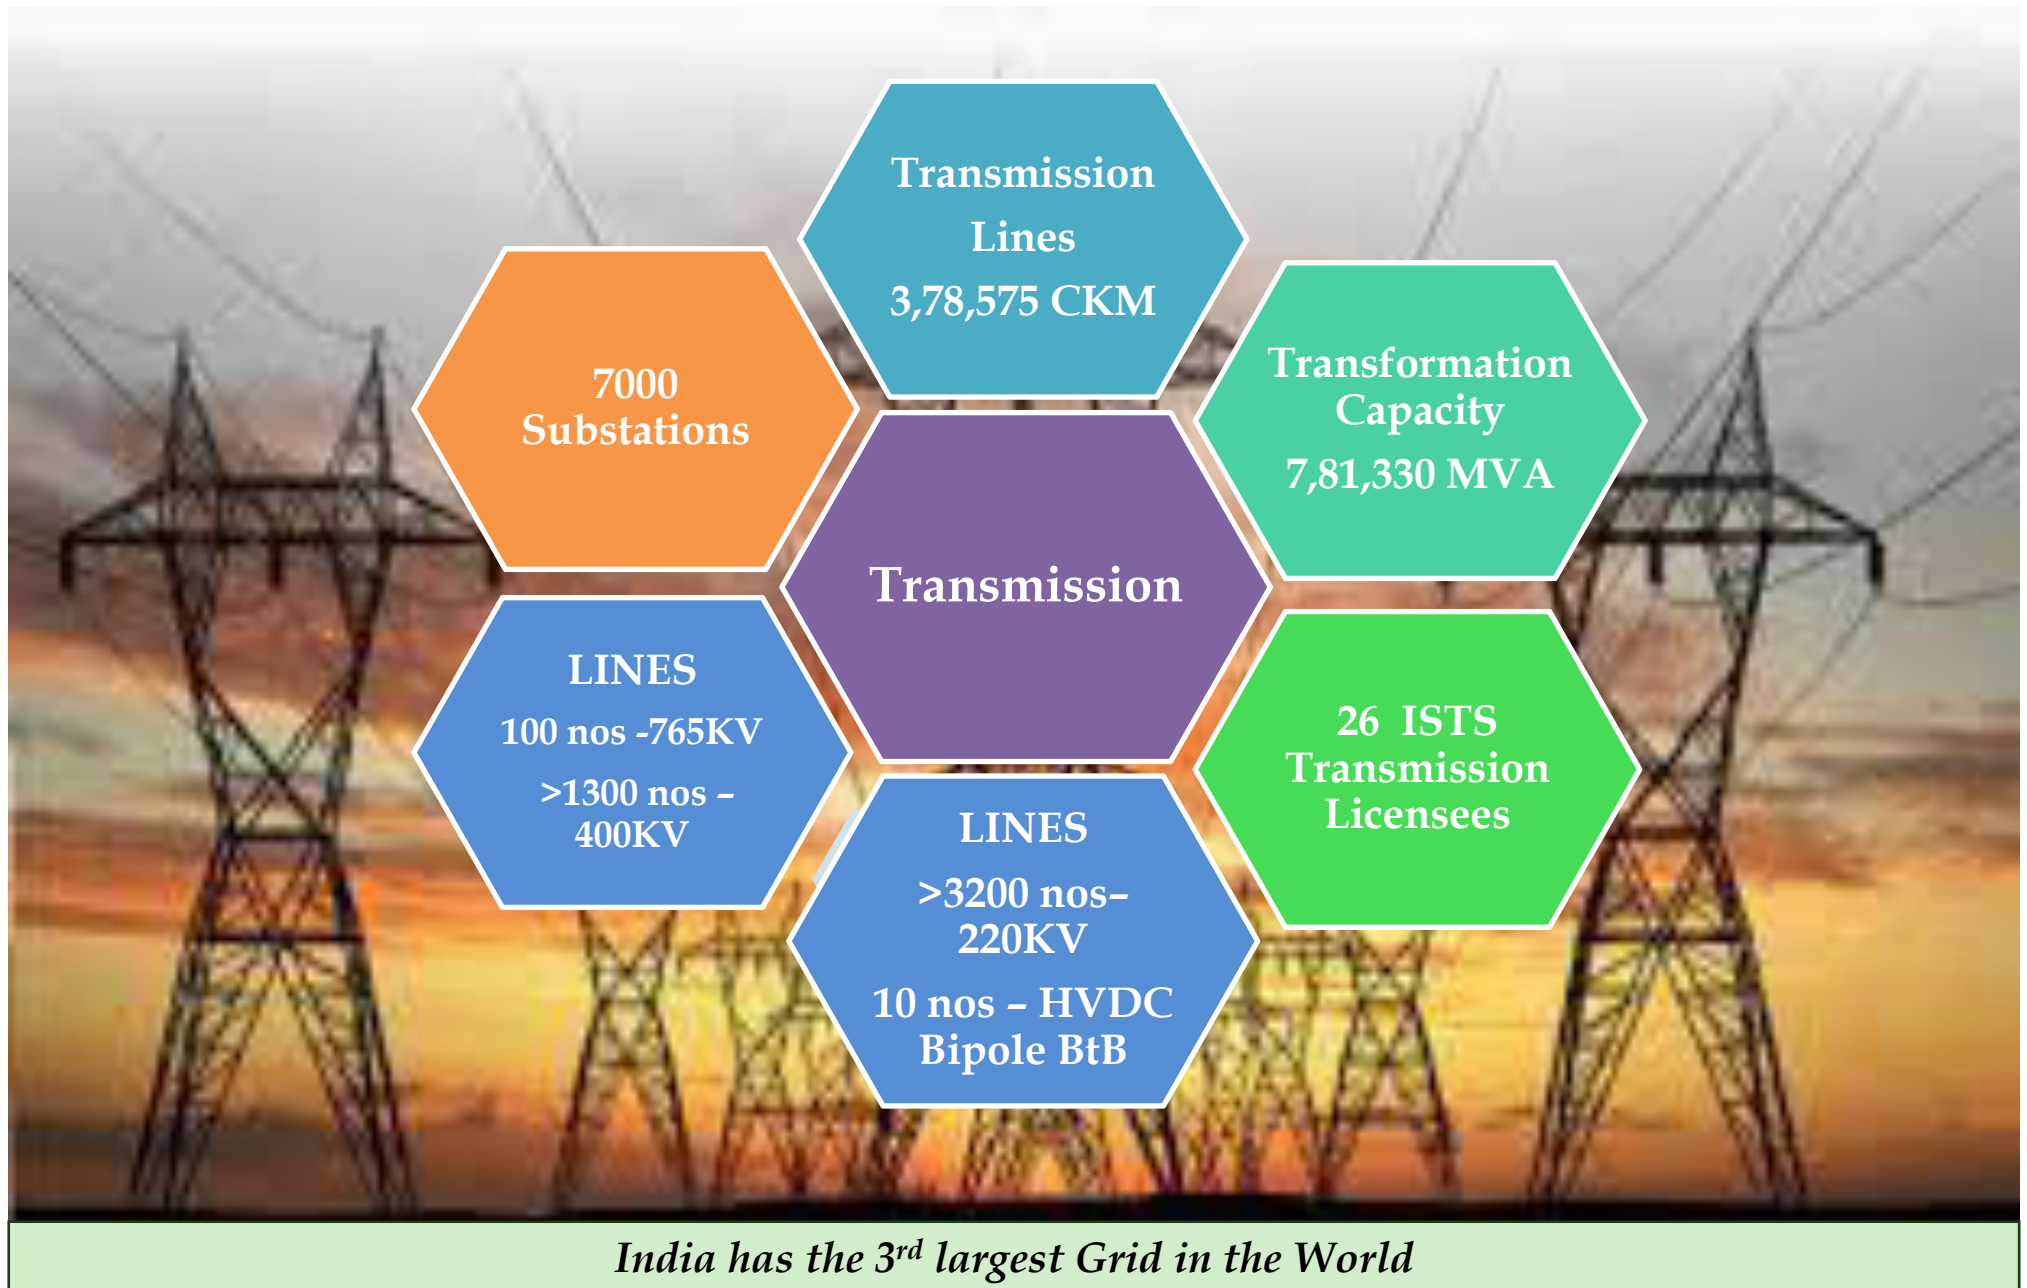 Transmission
Lines
3,78,575 CKM
7000
Substations
Transformation
Capacity
7,81,330 MVA
Transmission
LINES
100 nos -765KV
>1300 nos –
400KV
26 ISTS
Transmission
Licensees
LINES
>3200 nos–
220KV
10 nos – HVDC
Bipole BtB
India has the 3rd largest Grid in the World